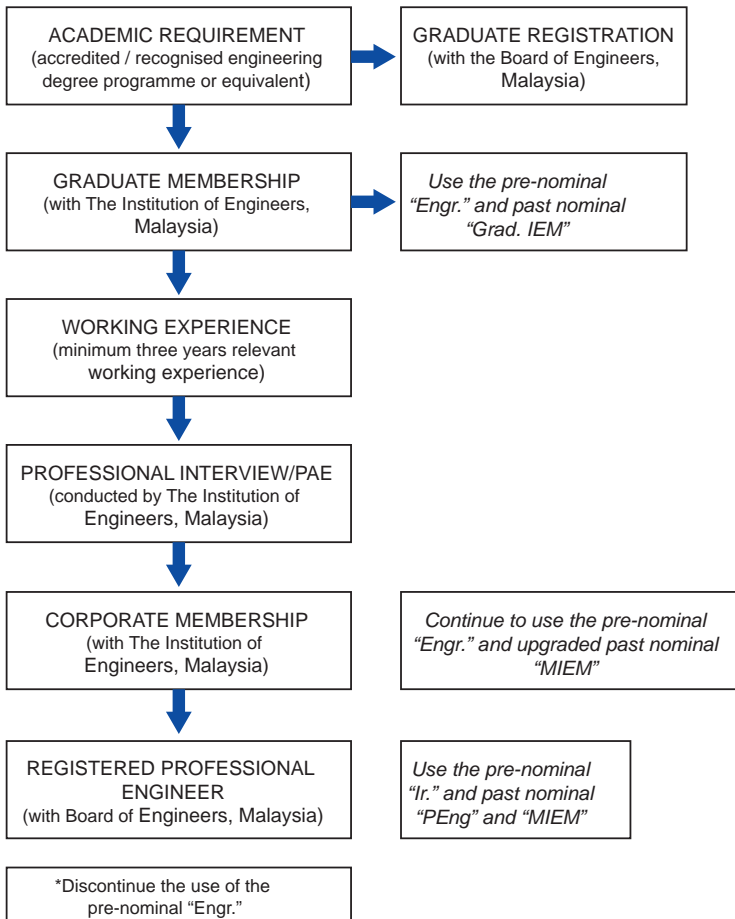 ACADEMIC REQUIREMENT
(accredited / recognised engineering
degree programme or equivalent)
GRADUATE REGISTRATION
(with the Board of Engineers,
Malaysia)
GRADUATE MEMBERSHIP
(with The Institution of Engineers,
Malaysia)
Use the pre-nominal
“Engr.” and past nominal
“Grad. IEM”
WORKING EXPERIENCE
(minimum three years relevant
working experience)
PROFESSIONAL INTERVIEW/PAE
(conducted by The Institution of
Engineers, Malaysia)
CORPORATE MEMBERSHIP
(with The Institution of
Engineers, Malaysia)
Continue to use the pre-nominal
“Engr.” and upgraded past nominal
“MIEM”
REGISTERED PROFESSIONAL
ENGINEER
(with Board of Engineers, Malaysia)
Use the pre-nominal
“Ir.” and past nominal
“PEng” and “MIEM”
*Discontinue the use of the
pre-nominal “Engr.”